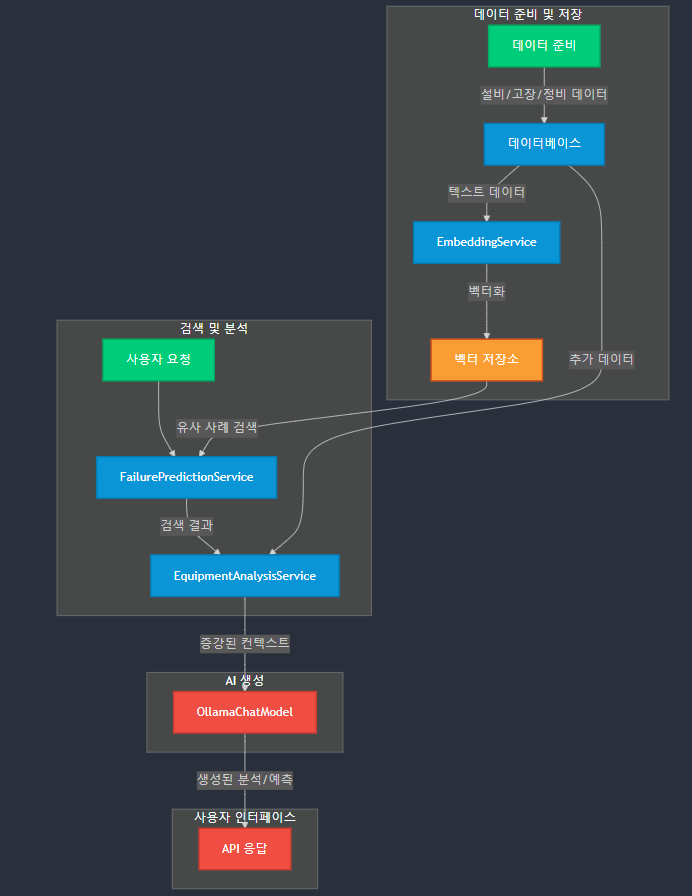 데이터 준비 및 저장
데이터 준비
설비/고장/정비 데이터
데이터베이스
텍스트 데이터
EmbeddingService
벡터화
벡터 저장소
추가 데이터
검색 및 분석
사용자 요청
유사 사례 검색
FailurePredictionService
검색 결과
EquipmentAnalysisService
증강된 컨텍스트
AI 생성
OllamaChatModel
생성된 분석/예측
사용자 인터페이스
API 응답